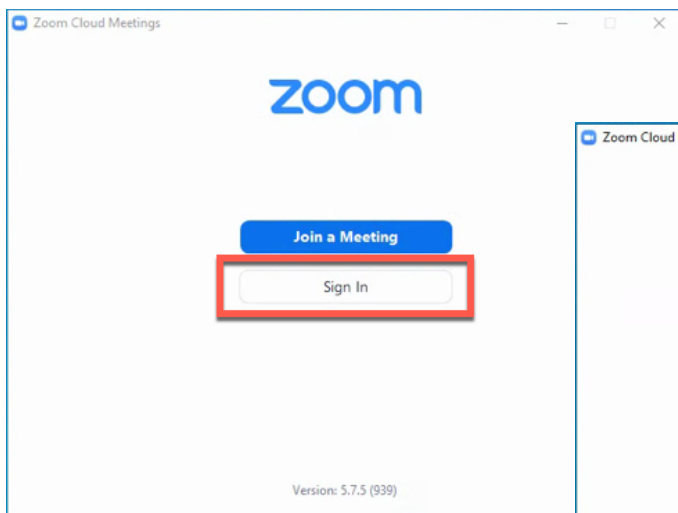 Zoom Cloud Meetings
zoom
Zoom Cloud
Join a Meeting
Sign In
Version: 5.7.5 (939)